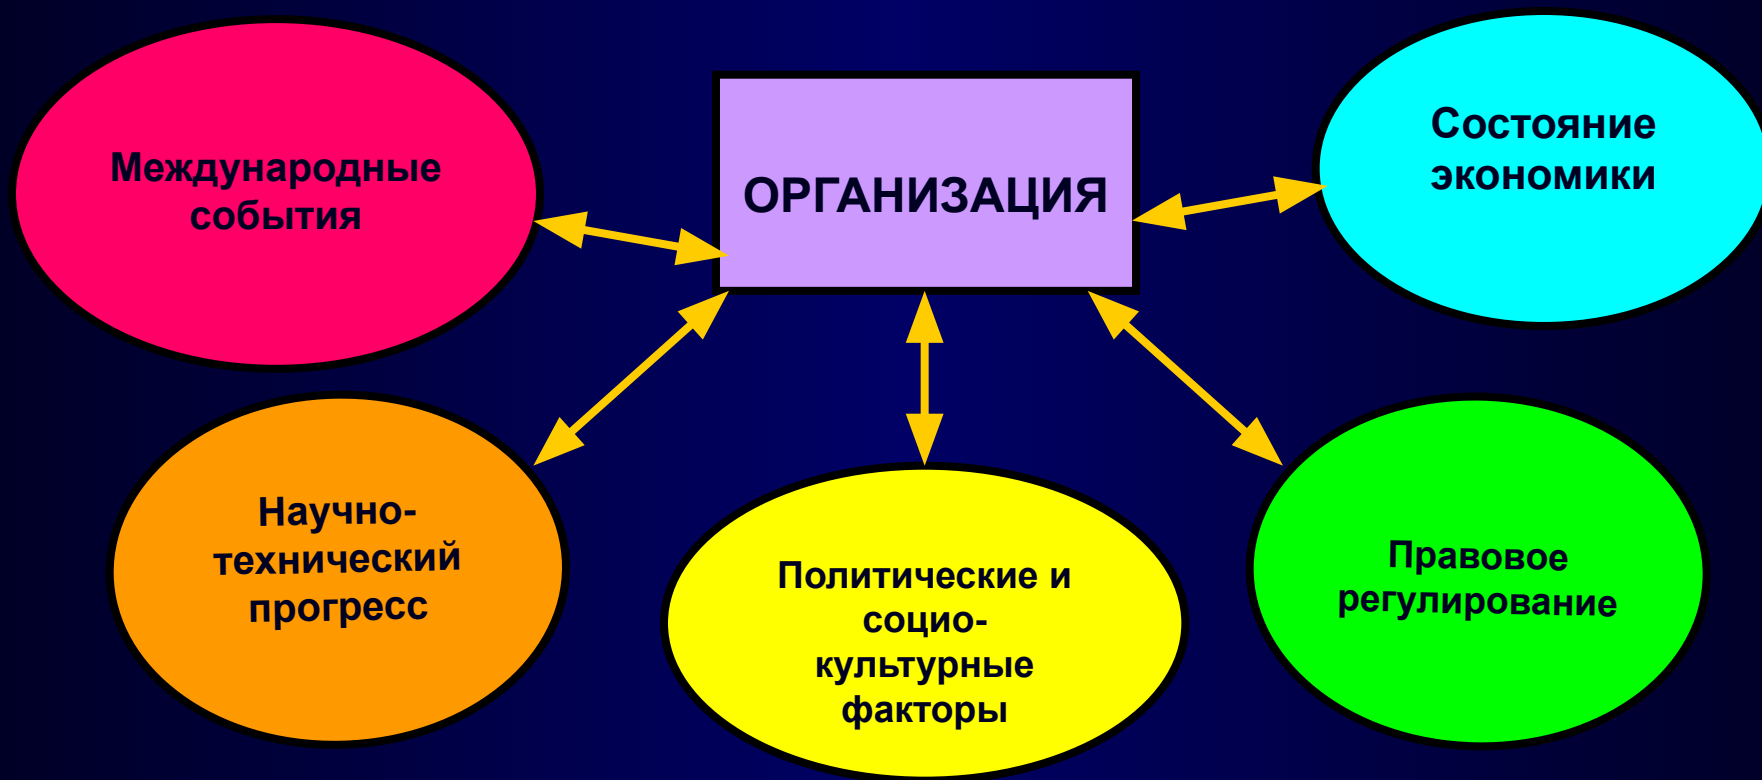 Международные
события
ОРГАНИЗАЦИЯ
Состояние
экономики
Научно-
технический
прогресс
Политические и
социо-
культурные
факторы
Правовое
регулирование